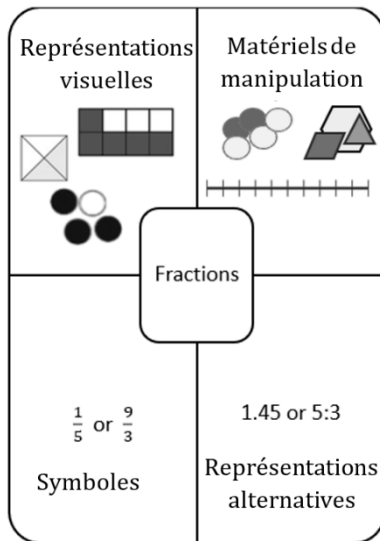 Représentations
visuelles
Matériels de
manipulation
Fractions
1/5 or 9/3
Symboles
1.45 or 5:3
Représentations
alternatives